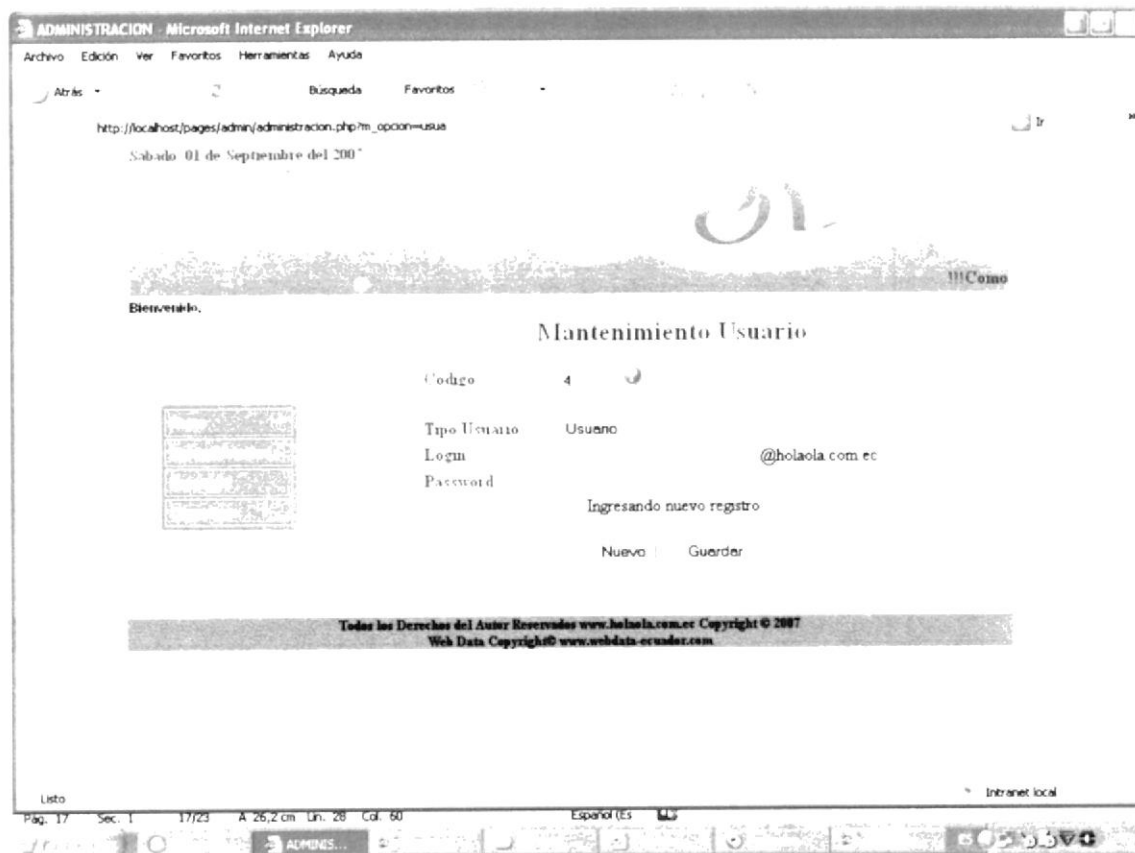 ADMINISTRACION - Microsoft Internet Explorer
Archivo Edición Ver Favoritos Herramientas Ayuda
Atrás Búsqueda Favoritos
http://localhost/pages/admin/administracion.php?m_opcion=usua Ir
Sabado 01 de Septiembre del 200
!!!Como
Bienvenido,
Mantenimiento Usuario
Codigo 4
Tipo Usuario Usuario
Login @holaola.com.ec
Password
Ingresando nuevo registro
Nuevo Guardar
Todos los Derechos del Autor Reservados www.holaola.com.ec Copyright © 2007
Web Data Copyright© www.webdata-ecuador.com
Listo Intranet local
Pág. 17 Sec. 1 17/23 A 26,2 cm Lín. 28 Col. 60 Español (Es
ADMINIS...
ES